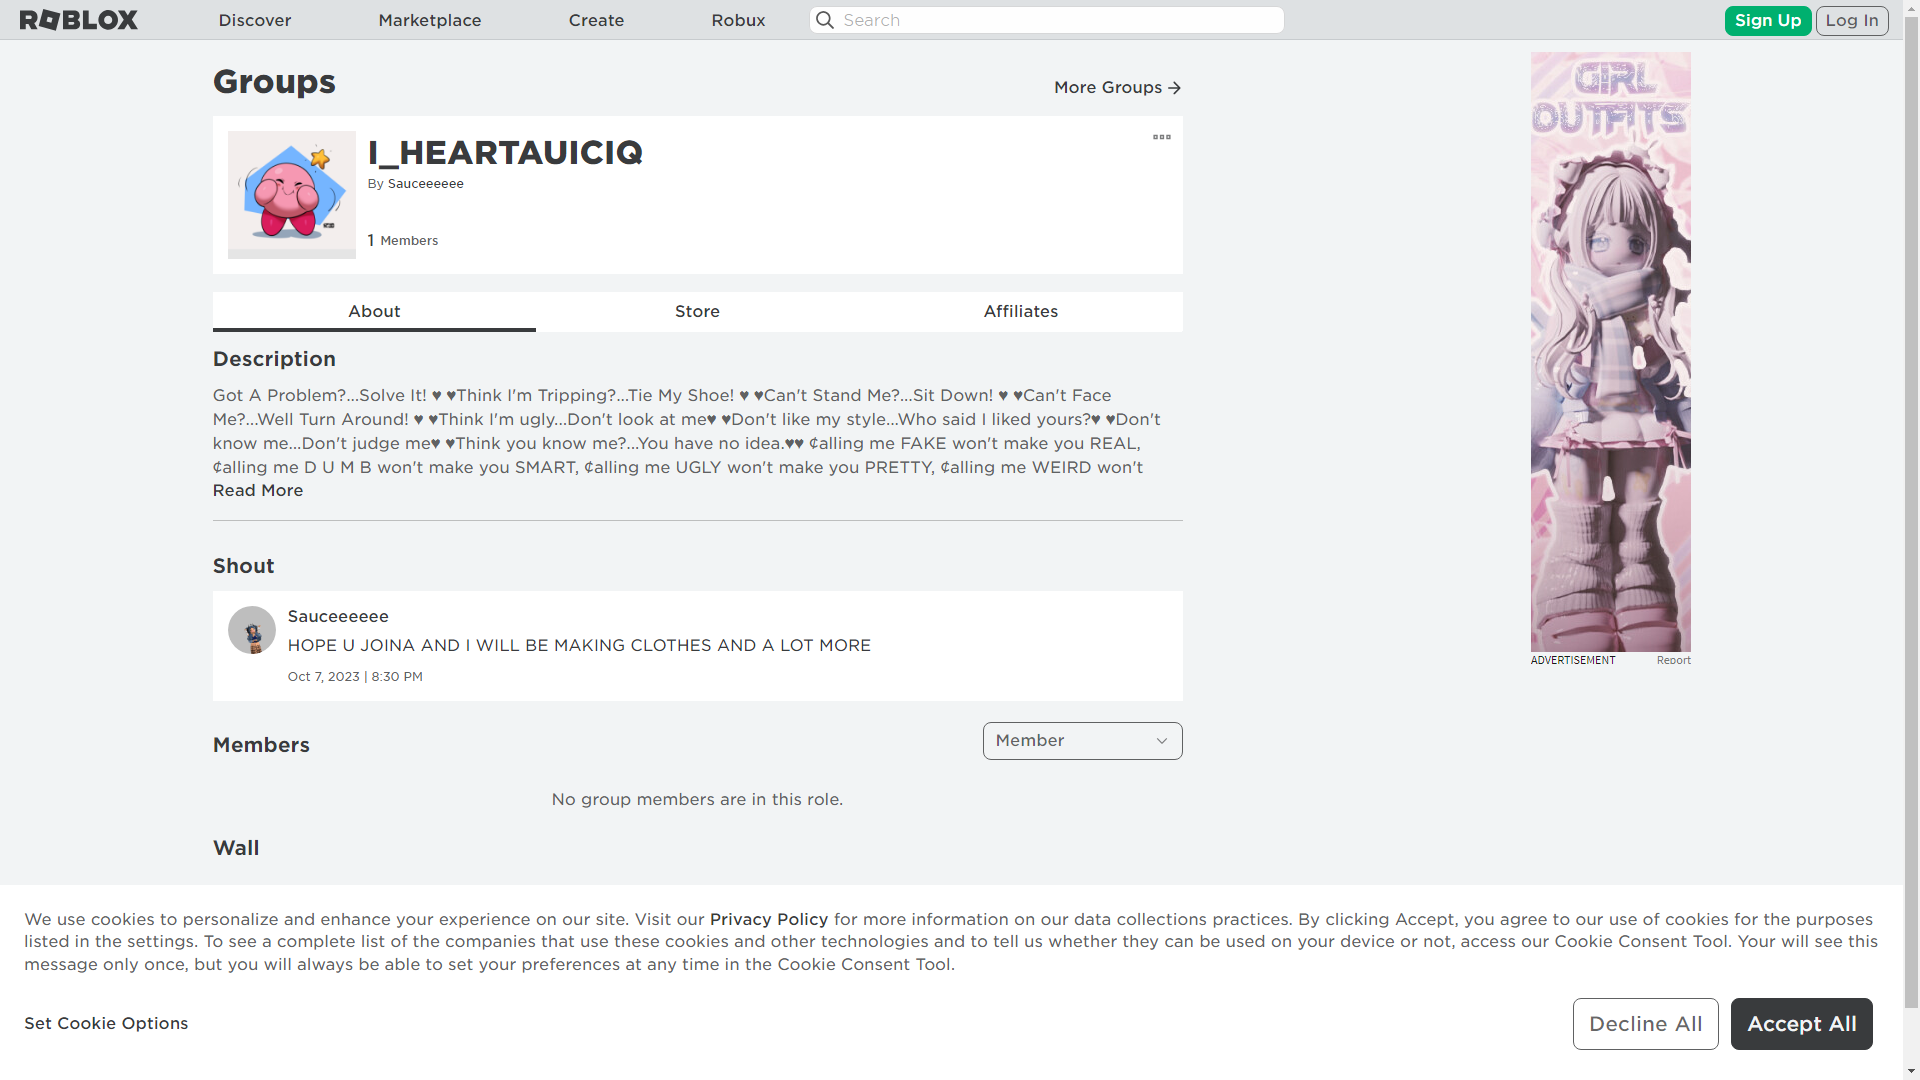 ROBLOX Discover Marketplace Create Robux Search Sign Up Log In
Groups
More Groups →
I_HEARTAUICIQ
By Sauceeeeee
1 Members
About Store Affiliates
Description
Got A Problem?...Solve It! ♥ ♥Think I'm Tripping?...Tie My Shoe! ♥ ♥Can't Stand Me?...Sit Down! ♥ ♥Can't Face
Me?...Well Turn Around! ♥ ♥Think I'm ugly...Don't look at me♥ ♥Don't like my style...Who said I liked yours?♥ ♥Don't
know me...Don't judge me♥ ♥Think you know me?...You have no idea.♥♥ ¢alling me FAKE won't make you REAL,
¢alling me D U M B won't make you SMART, ¢alling me UGLY won't make you PRETTY, ¢alling me WEIRD won't
Read More
Shout
Sauceeeeee
HOPE U JOINA AND I WILL BE MAKING CLOTHES AND A LOT MORE
Oct 7, 2023 | 8:30 PM
Members
Member
No group members are in this role.
Wall
GIRL
OUTFITS
ADVERTISEMENT Report
We use cookies to personalize and enhance your experience on our site. Visit our Privacy Policy for more information on our data collections practices. By clicking Accept, you agree to our use of cookies for the purposes
listed in the settings. To see a complete list of the companies that use these cookies and other technologies and to tell us whether they can be used on your device or not, access our Cookie Consent Tool. Your will see this
message only once, but you will always be able to set your preferences at any time in the Cookie Consent Tool.
Set Cookie Options
Decline All
Accept All